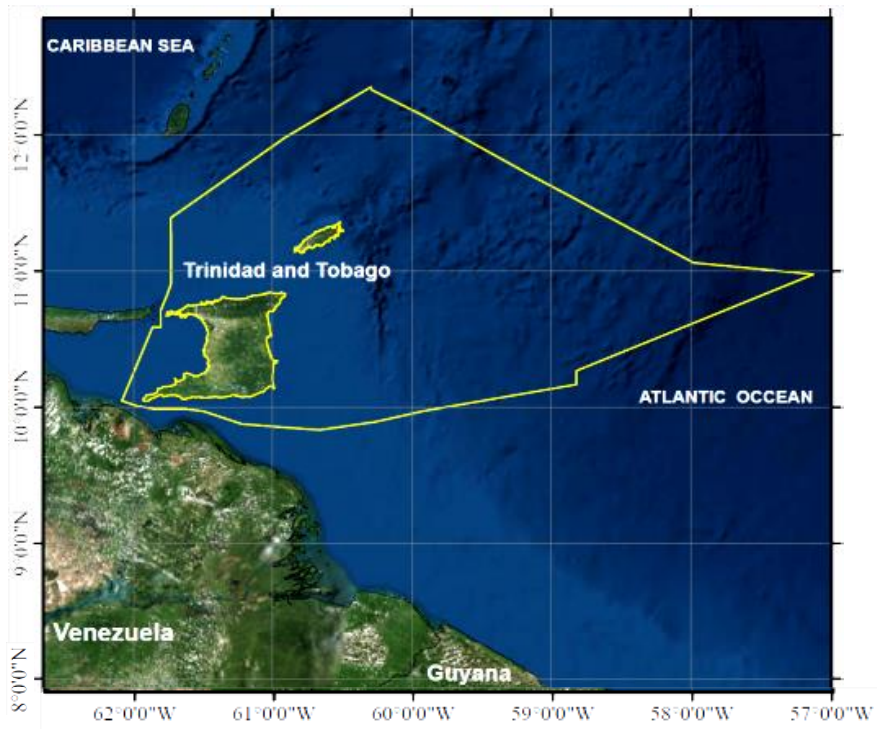 CARIBBEAN SEA
12°0'0"N
Trinidad and Tobago
11°0'0"N
ATLANTIC OCCEAN
10°0'0"N
9°0'0"N
Venezuela
Guyana
8°0'0"N
62°0'0"W 61°0'0"W 60°0'0"W 59°0'0"W 58°0'0"W 57°0'0"W